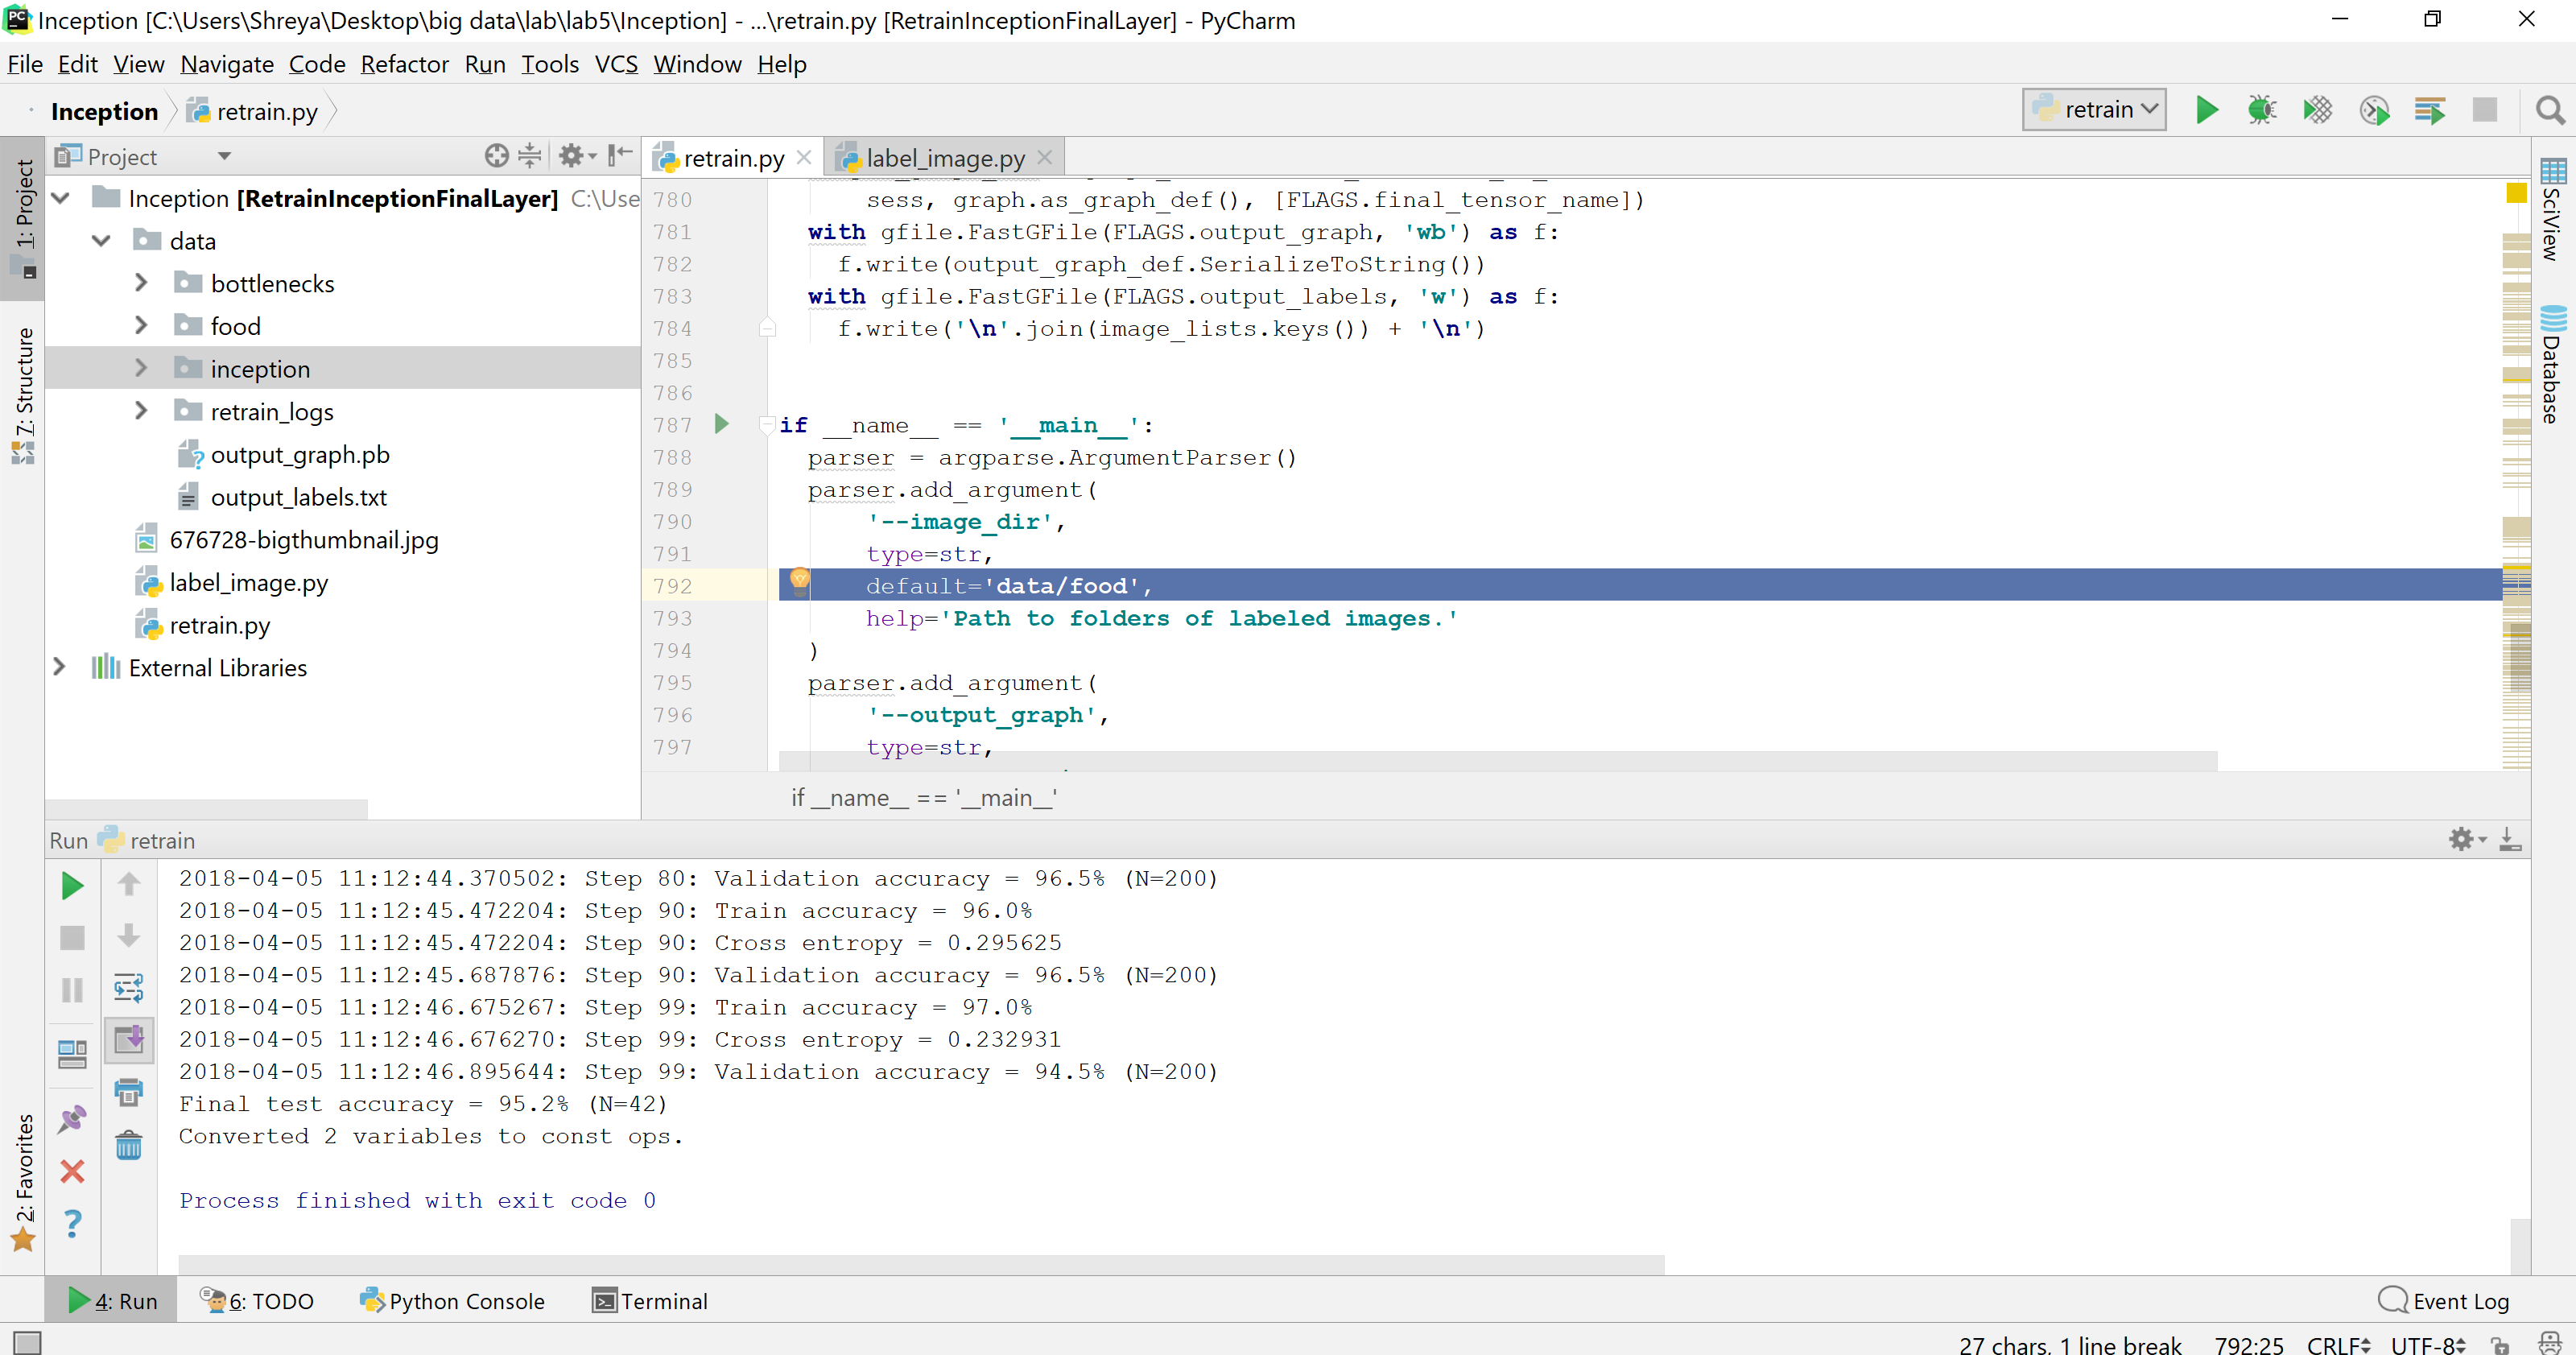 Inception [C:\Users\Shreya\Desktop\big data\lab\lab5\Inception] - ...\retrain.py [RetrainInceptionFinalLayer] - PyCharm
File Edit View Navigate Code Refactor Run Tools VCS Window Help
Inception retrain.py
retrain
1: Project
7: Structure
2: Favorites
Project
Inception [RetrainInceptionFinalLayer] C:\Use
data
bottlenecks
food
inception
retrain_logs
output_graph.pb
output_labels.txt
676728-bigthumbnail.jpg
label_image.py
retrain.py
External Libraries
retrain.py label_image.py
780 sess, graph.as_graph_def(), [FLAGS.final_tensor_name])
781 with gfile.FastGFile(FLAGS.output_graph, 'wb') as f:
782 f.write(output_graph_def.SerializeToString())
783 with gfile.FastGFile(FLAGS.output_labels, 'w') as f:
784 f.write('\n'.join(image_lists.keys()) + '\n')
785
786
787 if __name__ == '__main__':
788 parser = argparse.ArgumentParser()
789 parser.add_argument(
790 '--image_dir',
791 type=str,
792 default='data/food',
793 help='Path to folders of labeled images.'
794 )
795 parser.add_argument(
796 '--output_graph',
797 type=str,
if __name__ == '__main__'
SciView
Database
Run retrain
2018-04-05 11:12:44.370502: Step 80: Validation accuracy = 96.5% (N=200)
2018-04-05 11:12:45.472204: Step 90: Train accuracy = 96.0%
2018-04-05 11:12:45.472204: Step 90: Cross entropy = 0.295625
2018-04-05 11:12:45.687876: Step 90: Validation accuracy = 96.5% (N=200)
2018-04-05 11:12:46.675267: Step 99: Train accuracy = 97.0%
2018-04-05 11:12:46.676270: Step 99: Cross entropy = 0.232931
2018-04-05 11:12:46.895644: Step 99: Validation accuracy = 94.5% (N=200)
Final test accuracy = 95.2% (N=42)
Converted 2 variables to const ops.
Process finished with exit code 0
4: Run 6: TODO Python Console Terminal Event Log
27 chars, 1 line break 792:25 CRLF UTF-8